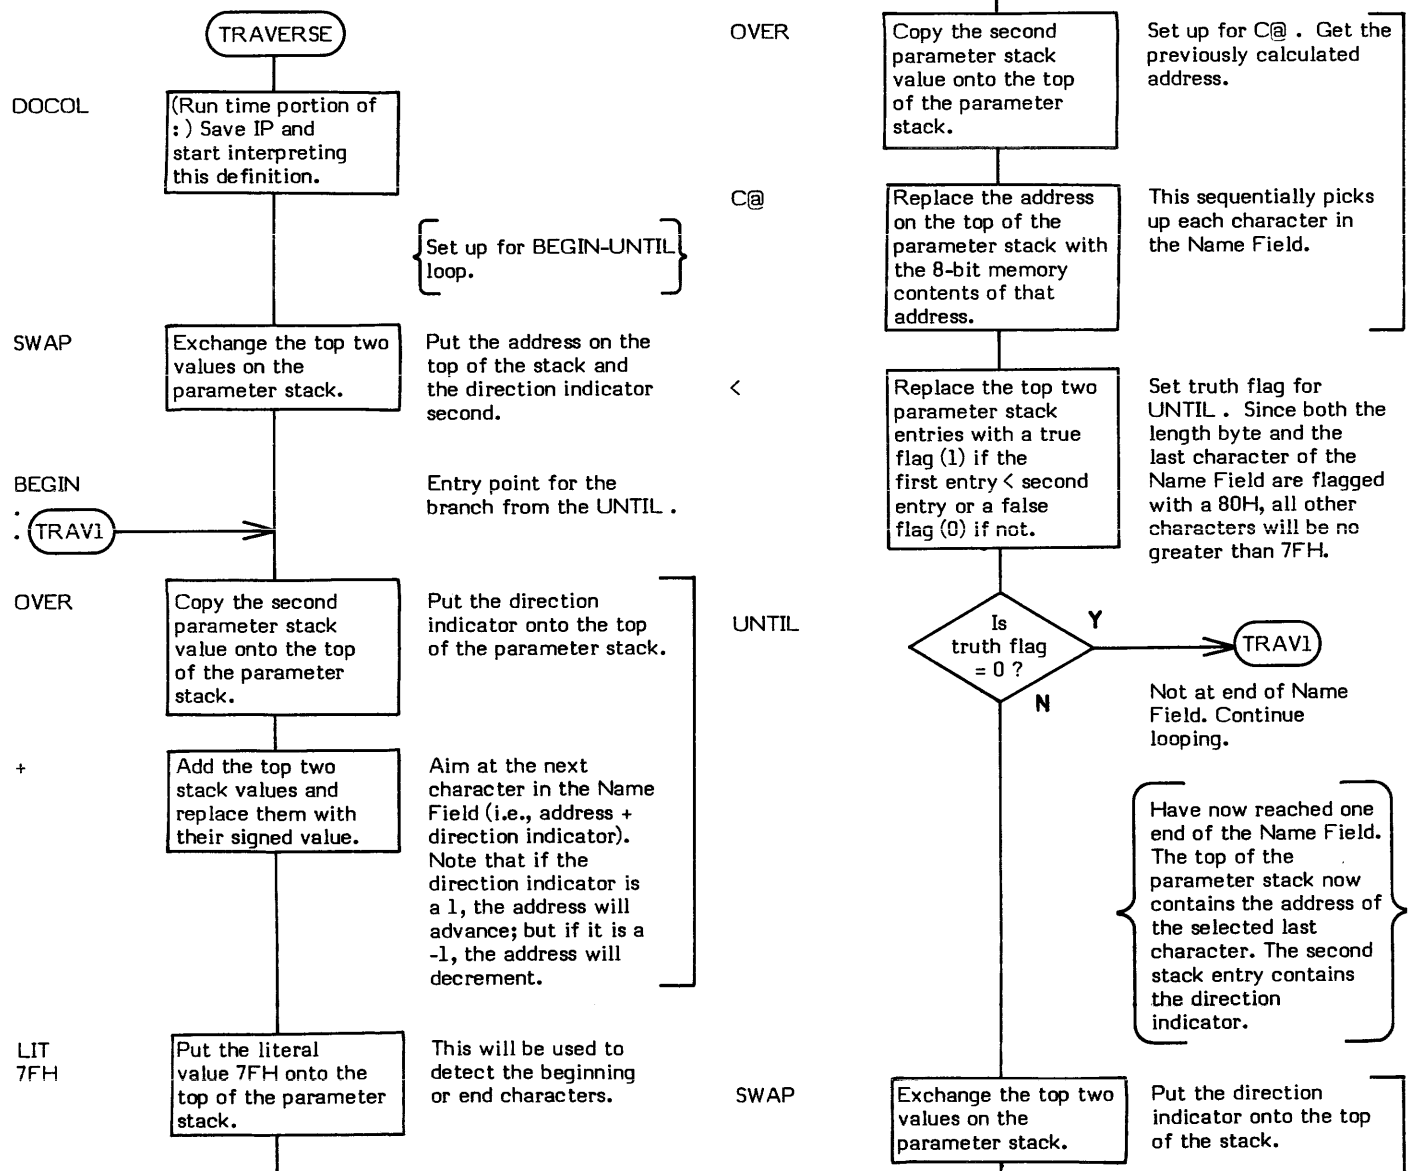 TRAVERSE
DOCOL
(Run time portion of
: ) Save IP and
start interpreting
this definition.
Set up for BEGIN-UNTIL
loop.
SWAP
Exchange the top two
values on the
parameter stack.
Put the address on the
top of the stack and
the direction indicator
second.
BEGIN
:
TRAV1
Entry point for the
branch from the UNTIL .
OVER
Copy the second
parameter stack
value onto the top
of the parameter
stack.
Put the direction
indicator onto the top
of the parameter stack.
+
Add the top two
stack values and
replace them with
their signed value.
Aim at the next
character in the Name
Field (i.e., address +
direction indicator).
Note that if the
direction indicator is
a 1, the address will
advance; but if it is a
-1, the address will
decrement.
LIT
7FH
Put the literal
value 7FH onto the
top of the parameter
stack.
This will be used to
detect the beginning
or end characters.
OVER
Copy the second
parameter stack
value onto the top
of the parameter
stack.
Set up for C@ . Get the
previously calculated
address.
C@
Replace the address
on the top of the
parameter stack with
the 8-bit memory
contents of that
address.
This sequentially picks
up each character in
the Name Field.
<
Replace the top two
parameter stack
entries with a true
flag (1) if the
first entry < second
entry or a false
flag (0) if not.
Set truth flag for
UNTIL . Since both the
length byte and the
last character of the
Name Field are flagged
with a 80H, all other
characters will be no
greater than 7FH.
UNTIL
Is
truth flag
= 0 ?
Y
N
TRAV1
Not at end of Name
Field. Continue
looping.
Have now reached one
end of the Name Field.
The top of the
parameter stack now
contains the address of
the selected last
character. The second
stack entry contains
the direction
indicator.
SWAP
Exchange the top two
values on the
parameter stack.
Put the direction
indicator onto the top
of the stack.